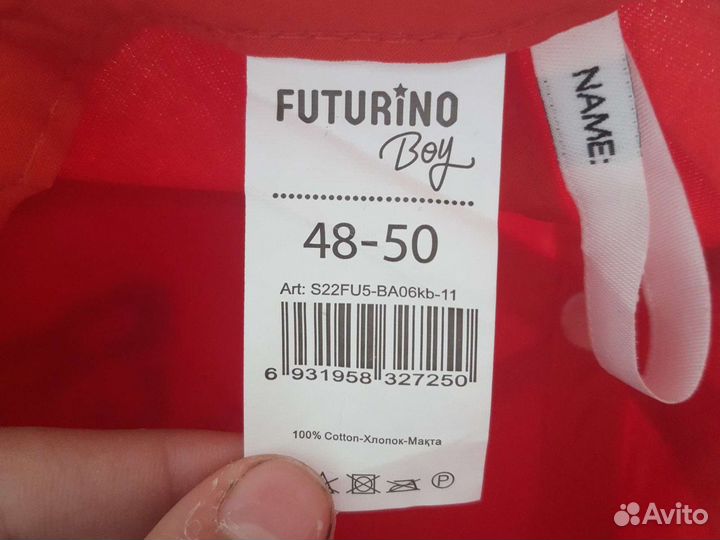 FUTURiNO
Boy
48-50
Art: S22FU5-BA06kb-11
6 931958 327250
100% Cotton-Хлопок-Мақта
P
NAME:
Avito